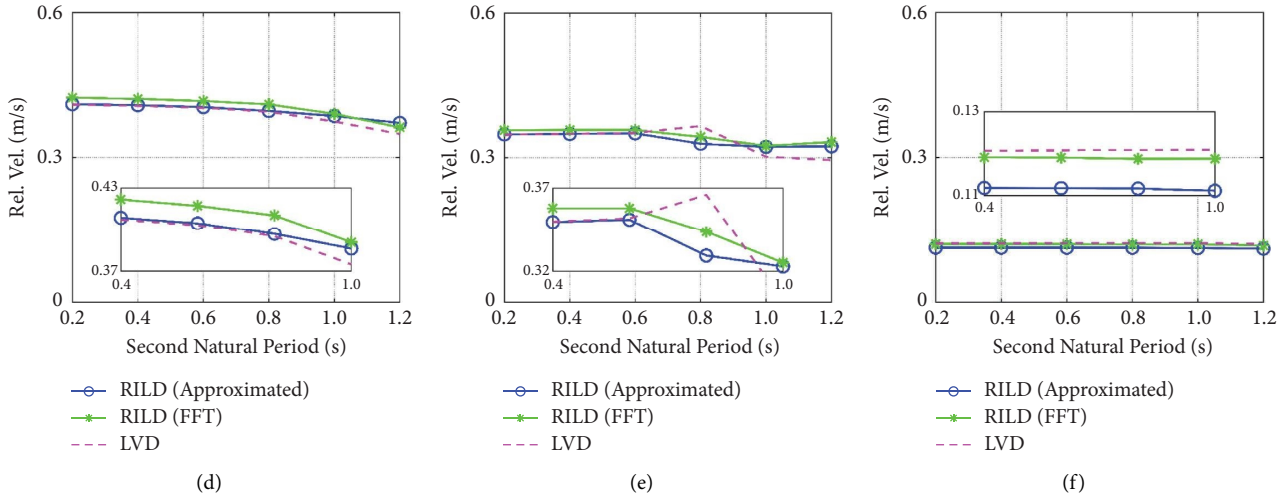 0.6
0.3
0
Rel. Vel. (m/s)
0.43
0.37
0.4
1.0
0.2 0.4 0.6 0.8 1.0 1.2
Second Natural Period (s)
RILD (Approximated)
RILD (FFT)
LVD
(d)
0.6
0.3
0
Rel. Vel. (m/s)
0.37
0.32
0.4
1.0
0.2 0.4 0.6 0.8 1.0 1.2
Second Natural Period (s)
RILD (Approximated)
RILD (FFT)
LVD
(e)
0.6
0.3
0
Rel. Vel. (m/s)
0.13
0.11
0.4
1.0
0.2 0.4 0.6 0.8 1.0 1.2
Second Natural Period (s)
RILD (Approximated)
RILD (FFT)
LVD
(f)